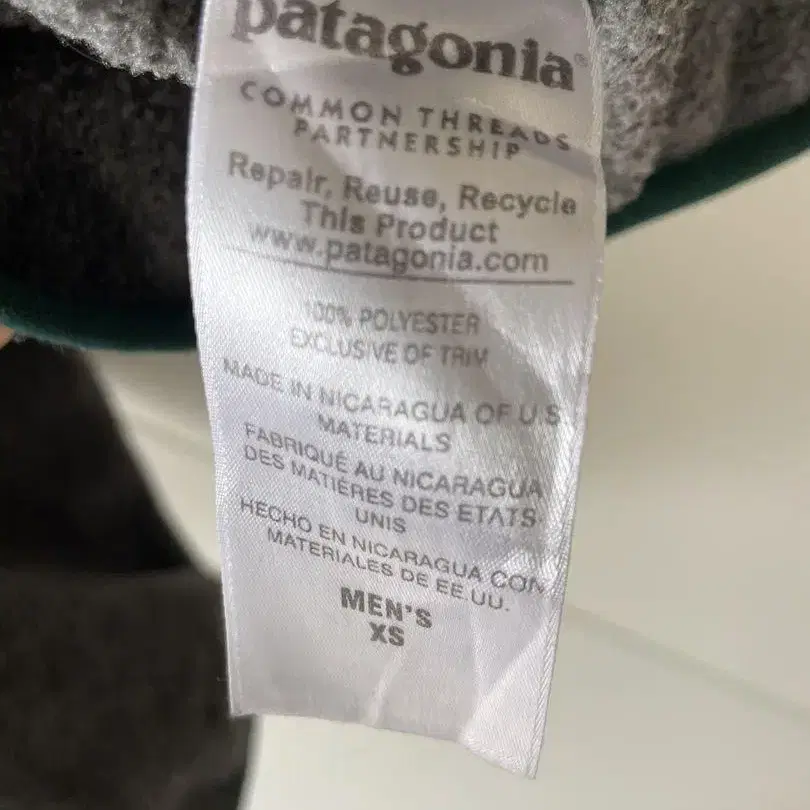 patagonia®
COMMON THREADS
PARTNERSHIP
Repair, Reuse, Recycle
This Product
www.patagonia.com
100% POLYESTER
EXCLUSIVE OF TRIM
MADE IN NICARAGUA OF U.S.
MATERIALS
FABRIQUÉ AU NICARAGUA
DES MATIÉRES DES ETATS-
UNIS
HECHO EN NICARAGUA CON
MATERIALES DE EE.UU.
MEN'S
XS